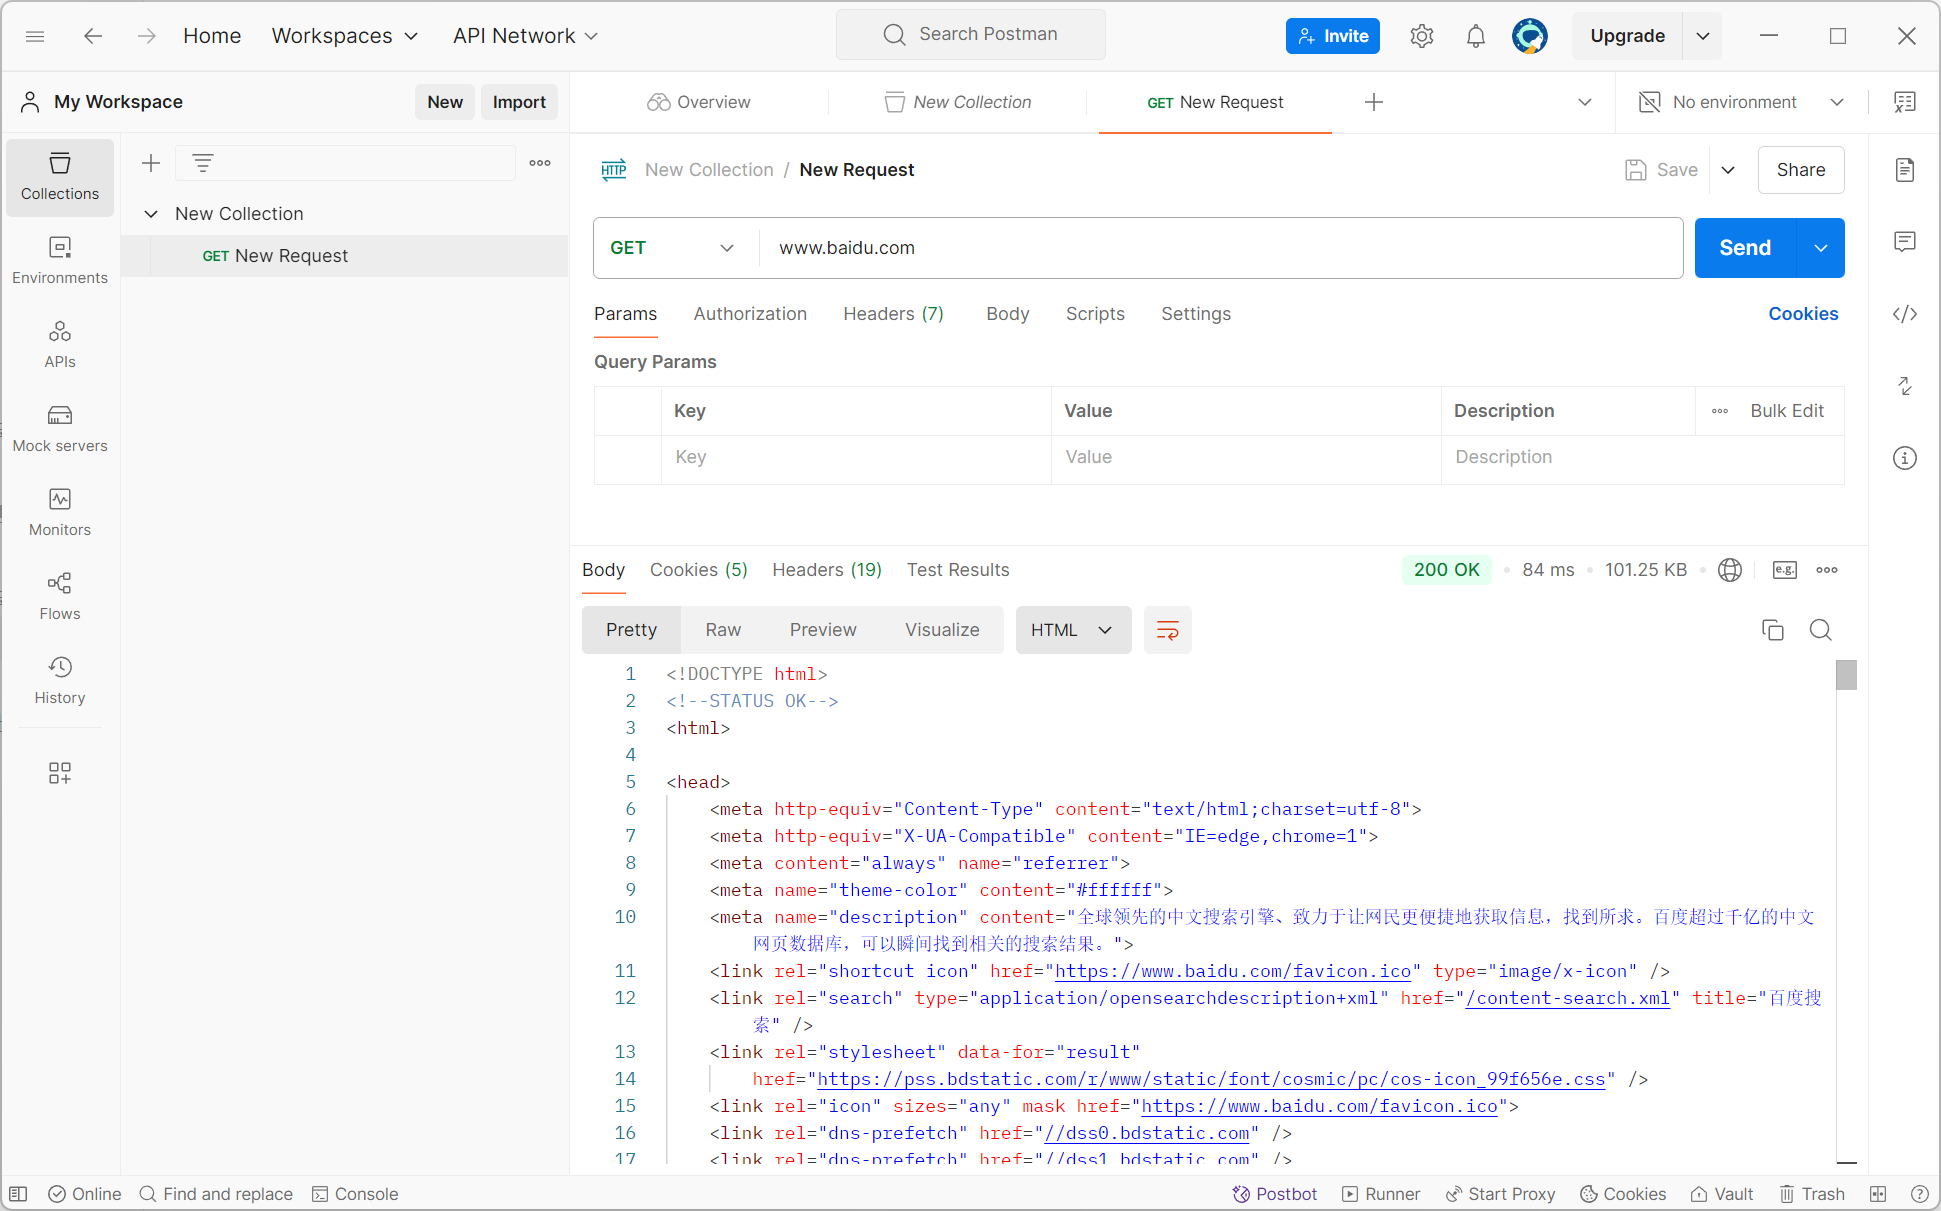 Home Workspaces API Network Search Postman Invite Upgrade
My Workspace New Import Overview New Collection GET New Request No environment
Collections
Environments
APIs
Mock servers
Monitors
Flows
History
New Collection
GET New Request
HTTP New Collection / New Request Save Share
GET www.baidu.com Send
Params Authorization Headers (7) Body Scripts Settings Cookies
Query Params
Key Value Description Bulk Edit
Key Value Description
Body Cookies (5) Headers (19) Test Results 200 OK 84 ms 101.25 KB e.g.
Pretty Raw Preview Visualize HTML
1 <!DOCTYPE html>
2 <!--STATUS OK-->
3 <html>
4
5 <head>
6 <meta http-equiv="Content-Type" content="text/html;charset=utf-8">
7 <meta http-equiv="X-UA-Compatible" content="IE=edge,chrome=1">
8 <meta content="always" name="referrer">
9 <meta name="theme-color" content="#ffffff">
10 <meta name="description" content="全球领先的中文搜索引擎、致力于让网民更便捷地获取信息，找到所求。百度超过千亿的中文
网页数据库，可以瞬间找到相关的搜索结果。">
11 <link rel="shortcut icon" href="https://www.baidu.com/favicon.ico" type="image/x-icon" />
12 <link rel="search" type="application/opensearchdescription+xml" href="/content-search.xml" title="百度搜
索" />
13 <link rel="stylesheet" data-for="result"
14 href="https://pss.bdstatic.com/r/www/static/font/cosmic/pc/cos-icon_99f656e.css" />
15 <link rel="icon" sizes="any" mask href="https://www.baidu.com/favicon.ico">
16 <link rel="dns-prefetch" href="//dss0.bdstatic.com" />
17 <link rel="dns-prefetch" href="//dss1.bdstatic.com" />
Online Find and replace Console Postbot Runner Start Proxy Cookies Vault Trash